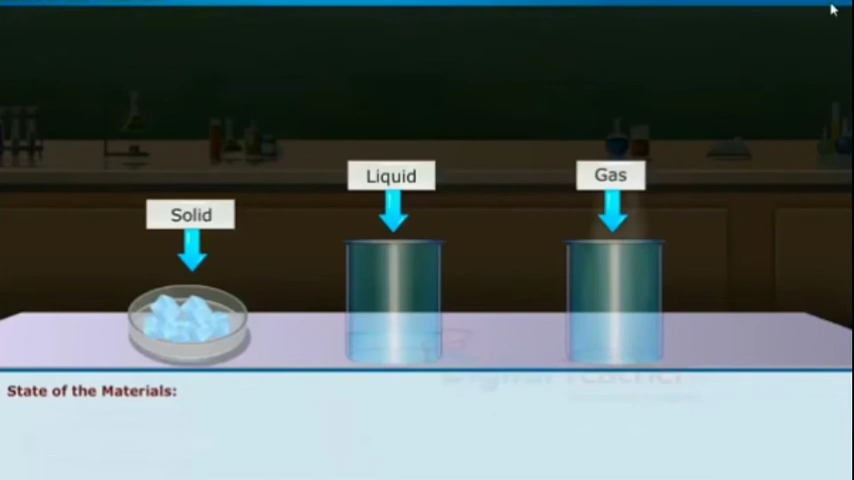 Solid
Liquid
Gas
State of the Materials: